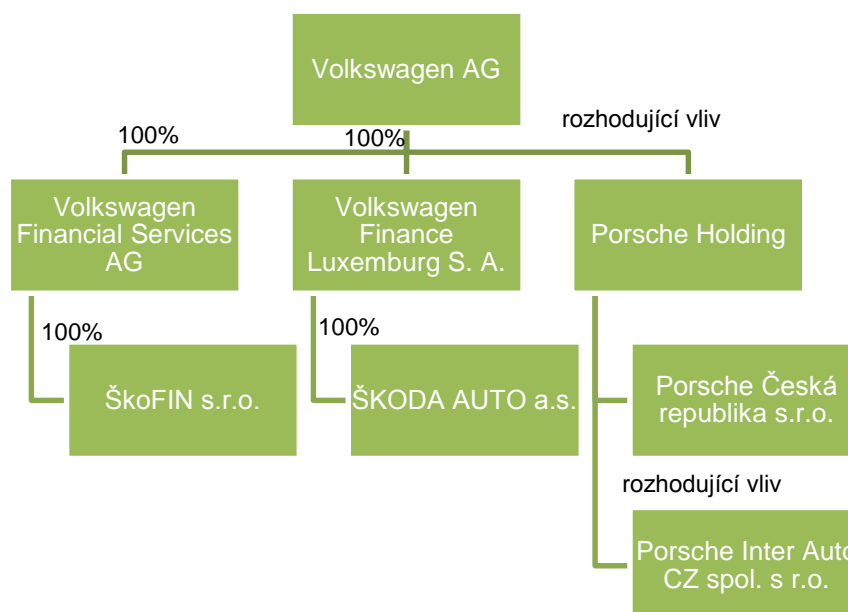 Volkswagen AG
100%
100%
rozhodující vliv
Volkswagen
Financial Services
AG
Volkswagen
Finance
Luxemburg S. A.
Porsche Holding
100%
100%
ŠkoFIN s.r.o.
ŠKODA AUTO a.s.
Porsche Česká
republika s.r.o.
rozhodující vliv
Porsche Inter Auto
CZ spol. s r.o.